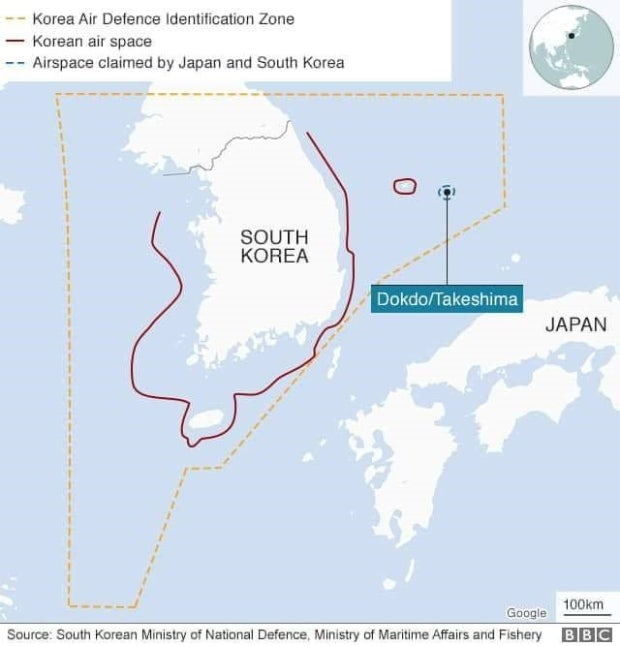 Korea Air Defence Identification Zone
Korean air space
Airspace claimed by Japan and South Korea
SOUTH
KOREA
Dokdo/Takeshima
JAPAN
Google
100km
Source: South Korean Ministry of National Defence, Ministry of Maritime Affairs and Fishery
BBC